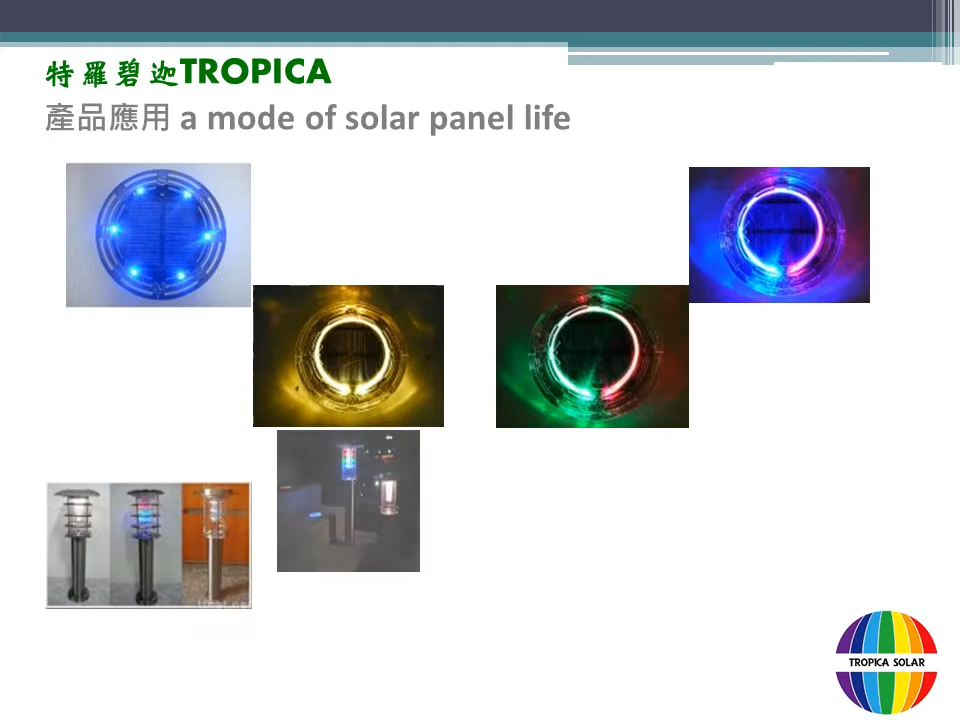 特羅碧迦TROPICA
產品應用 a mode of solar panel life
TROPICA SOLAR